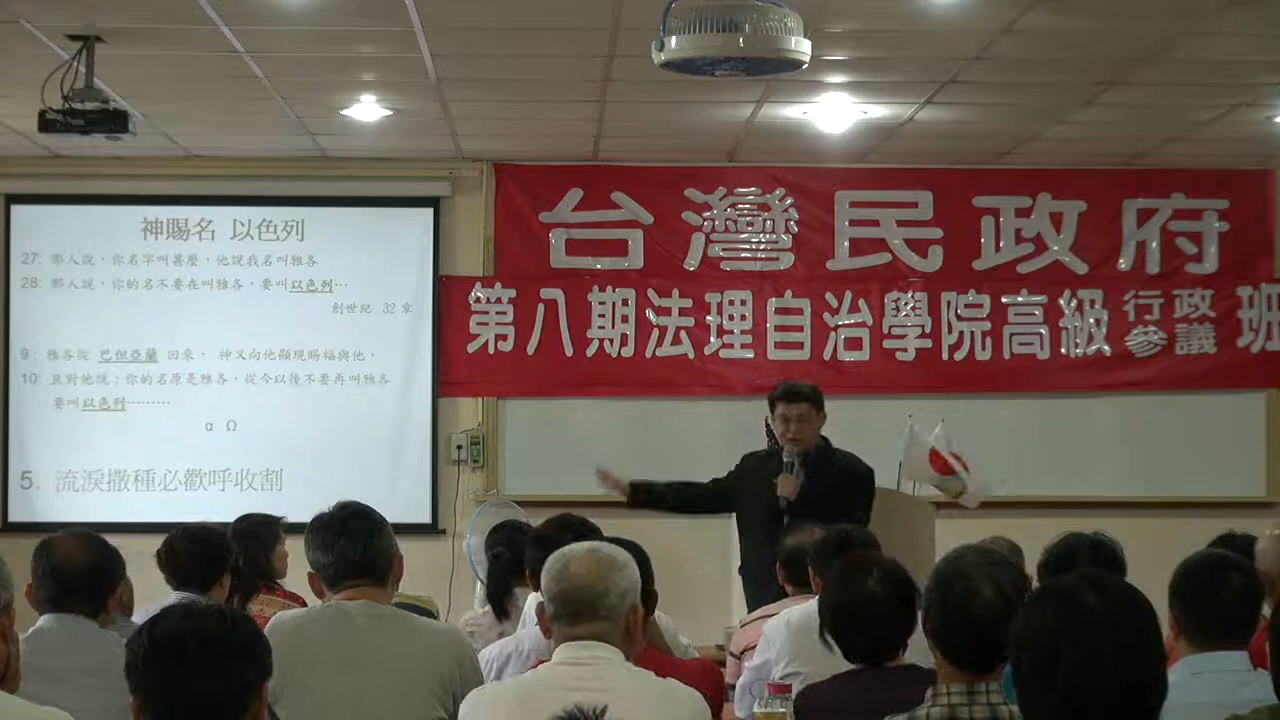 神賜名 以色列
27: 那人說，你名字叫甚麼，他說我名叫雅各
28: 那人說，你的名不要在叫雅各，要叫以色列…
創世紀 32 章
9: 雅各從 巴但亞蘭 回來， 神又向他顯現賜福與他，
10: 且對他說：你的名原是雅各，從今以後不要再叫雅各
要叫以色列………
α Ω
5. 流淚撒種必歡呼收割
台灣民政府
第八期法理自治學院高級行政參議班